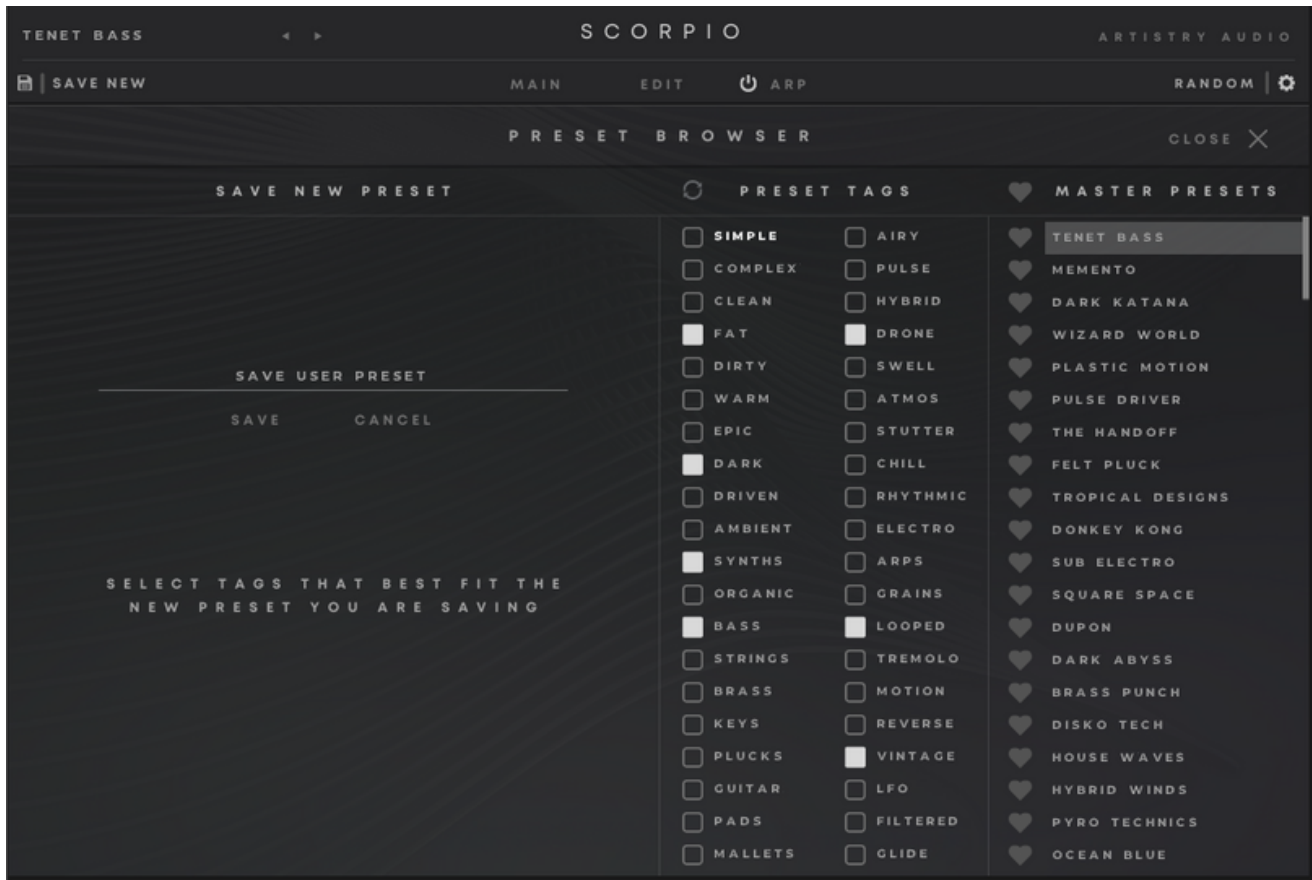 TENET BASS
SCORPIO
ARTISTRY AUDIO
SAVE NEW
MAIN
EDIT
ARP
RANDOM
PRESET BROWSER
CLOSE
SAVE NEW PRESET
SAVE USER PRESET
SAVE
CANCEL
SELECT TAGS THAT BEST FIT THE
NEW PRESET YOU ARE SAVING
PRESET TAGS
SIMPLE
COMPLEX
CLEAN
FAT
DIRTY
WARM
EPIC
DARK
DRIVEN
AMBIENT
SYNTHS
ORGANIC
BASS
STRINGS
BRASS
KEYS
PLUCKS
GUITAR
PADS
MALLETS
AIRY
PULSE
HYBRID
DRONE
SWELL
ATMOS
STUTTER
CHILL
RHYTHMIC
ELECTRO
ARPS
GRAINS
LOOPED
TREMOLO
MOTION
REVERSE
VINTAGE
LFO
FILTERED
GLIDE
MASTER PRESETS
TENET BASS
MEMENTO
DARK KATANA
WIZARD WORLD
PLASTIC MOTION
PULSE DRIVER
THE HANDOFF
FELT PLUCK
TROPICAL DESIGNS
DONKEY KONG
SUB ELECTRO
SQUARE SPACE
DUPON
DARK ABYSS
BRASS PUNCH
DISKO TECH
HOUSE WAVES
HYBRID WINDS
PYRO TECHNICS
OCEAN BLUE